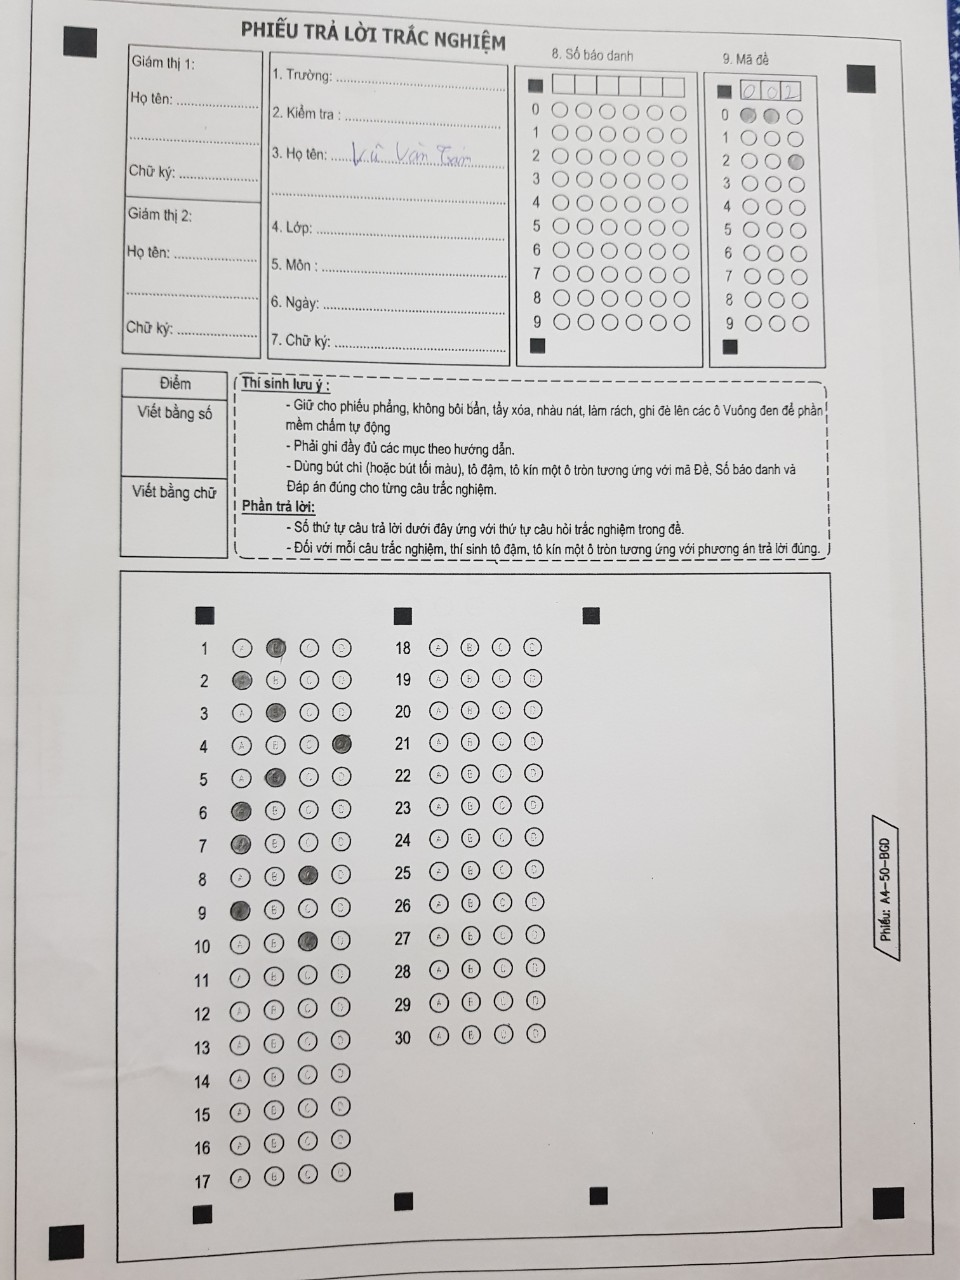 PHIẾU TRẢ LỜI TRẮC NGHIỆM
Giám thị 1:
Họ tên:
Chữ ký:
Giám thị 2:
Họ tên:
Chữ ký:
1. Trường:
2. Kiểm tra :
3. Họ tên: Vũ Văn
4. Lớp:
5. Môn :
6. Ngày:
7. Chữ ký:
8. Số báo danh
0
1
2
3
4
5
6
7
8
9
9. Mã đề
0 0 2
0
1
2
3
4
5
6
7
8
9
Điểm
Viết bằng số
Viết bằng chữ
Thí sinh lưu ý :
- Giữ cho phiếu phẳng, không bôi bẩn, tẩy xóa, nhàu nát, làm rách, ghi đè lên các ô Vuông đen để phần
mềm chấm tự động
- Phải ghi đầy đủ các mục theo hướng dẫn.
- Dùng bút chì (hoặc bút tối màu), tô đậm, tô kín một ô tròn tương ứng với mã Đề, Số báo danh và
Đáp án đúng cho từng câu trắc nghiệm.
Phần trả lời:
- Số thứ tự câu trả lời dưới đây ứng với thứ tự câu hỏi trắc nghiệm trong đề.
- Đối với mỗi câu trắc nghiệm, thí sinh tô đậm, tô kín một ô tròn tương ứng với phương án trả lời đúng.
1
2
3
4
5
6
7
8
9
10
11
12
13
14
15
16
17
18
19
20
21
22
23
24
25
26
27
28
29
30
Phiếu: A4-50-BGD